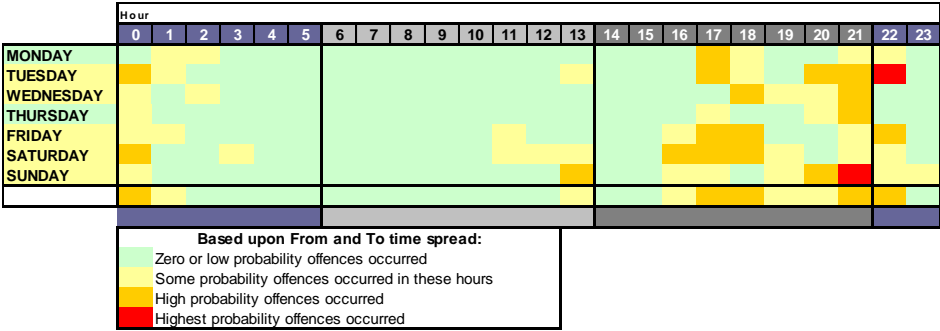 Hour
0 1 2 3 4 5 6 7 8 9 10 11 12 13 14 15 16 17 18 19 20 21 22 23
MONDAY
TUESDAY
WEDNESDAY
THURSDAY
FRIDAY
SATURDAY
SUNDAY
Based upon From and To time spread:
Zero or low probability offences occurred
Some probability offences occurred in these hours
High probability offences occurred
Highest probability offences occurred